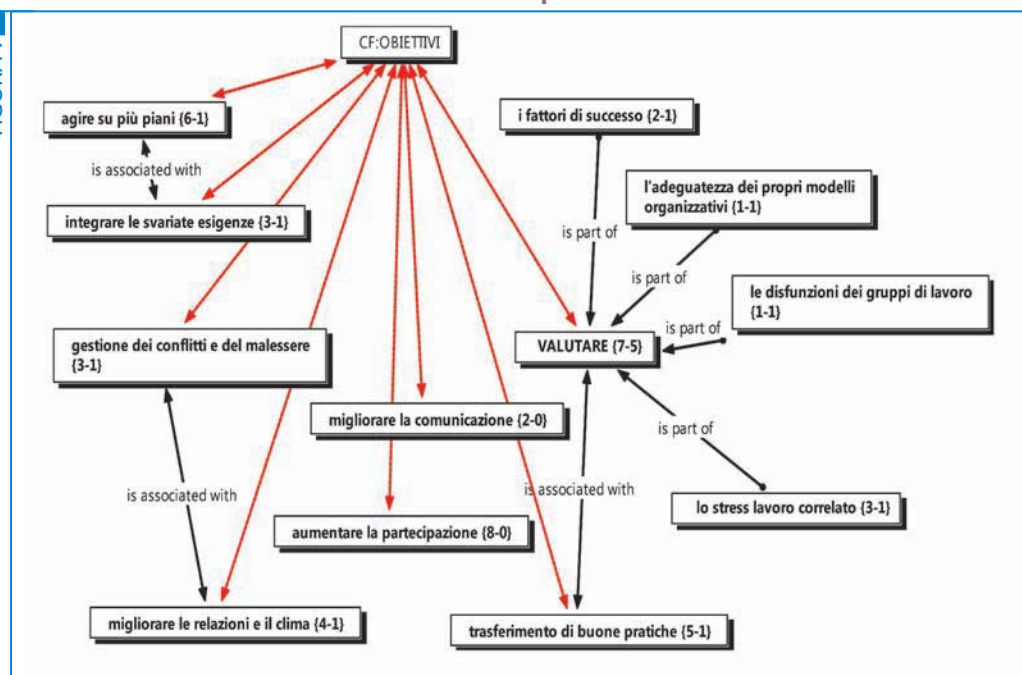 CF:OBIETTIVI
agire su più piani {6-1}
i fattori di successo {2-1}
is associated with
l'adeguatezza dei propri modelli
organizzativi {1-1}
integrare le svariate esigenze {3-1}
is part of
is part of
le disfunzioni dei gruppi di lavoro
{1-1}
is part of
gestione dei conflitti e del malessere
{3-1}
VALUTARE {7-5}
migliorare la comunicazione {2-0}
is part of
is associated with
is associated with
lo stress lavoro correlato {3-1}
aumentare la partecipazione {8-0}
migliorare le relazioni e il clima {4-1}
trasferimento di buone pratiche {5-1}